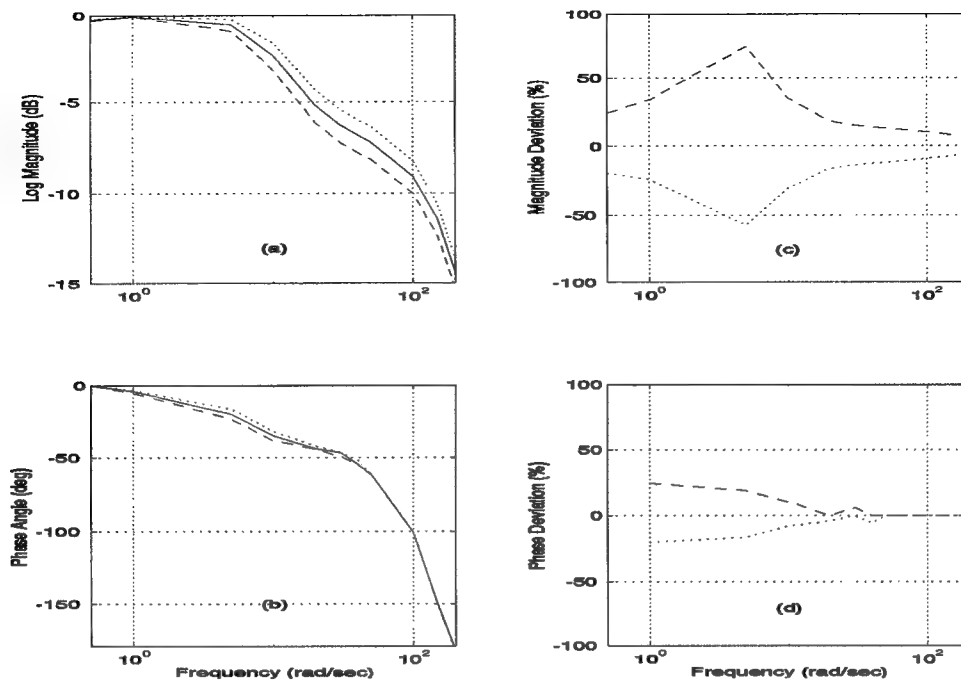 0
-5
-10
-15
Log Magnitude (dB)
(a)
10^0
10^2
100
50
0
-50
-100
Magnitude Deviation (%)
(c)
10^0
10^2
0
-50
-100
-150
Phase Angle (deg)
(b)
10^0
10^2
Frequency (rad/sec)
100
50
0
-50
-100
Phase Deviation (%)
(d)
10^0
10^2
Frequency (rad/sec)